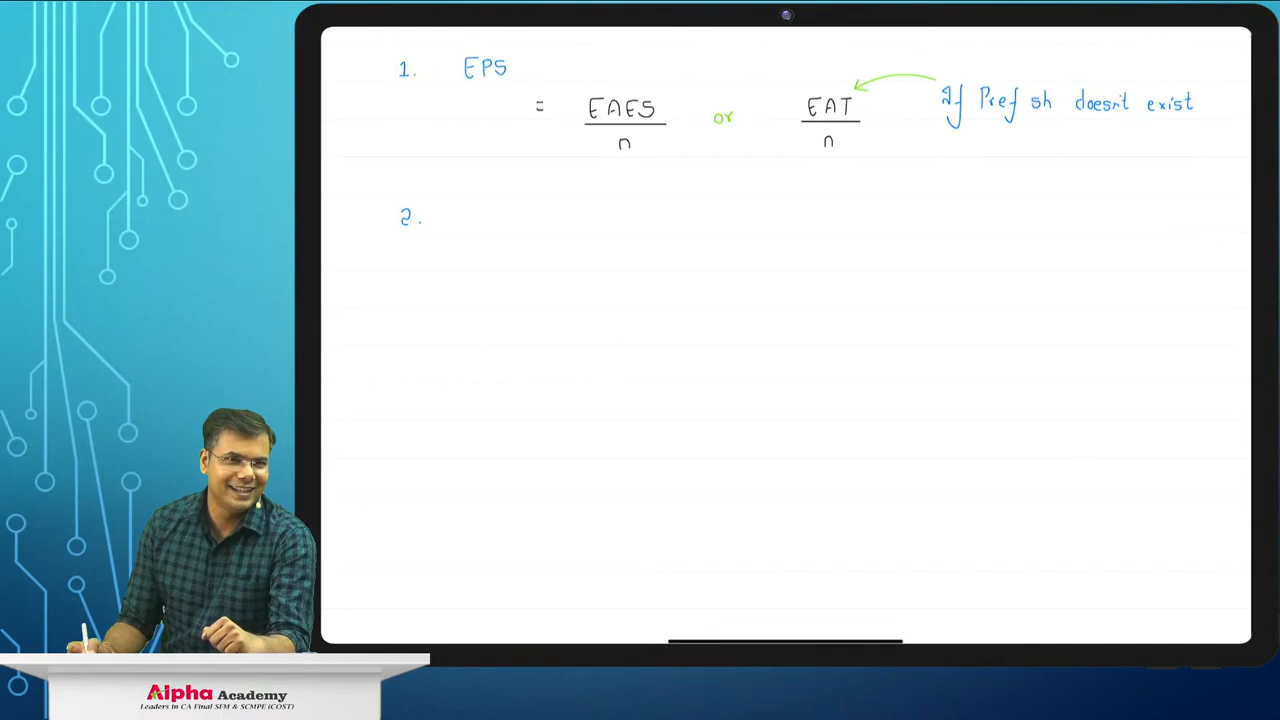 1. EPS
= EAES / n or EAT / n If Pref sh doesn't exist
2.
Alpha Academy
Leaders in CA Final SFM & SCMPE (COST)